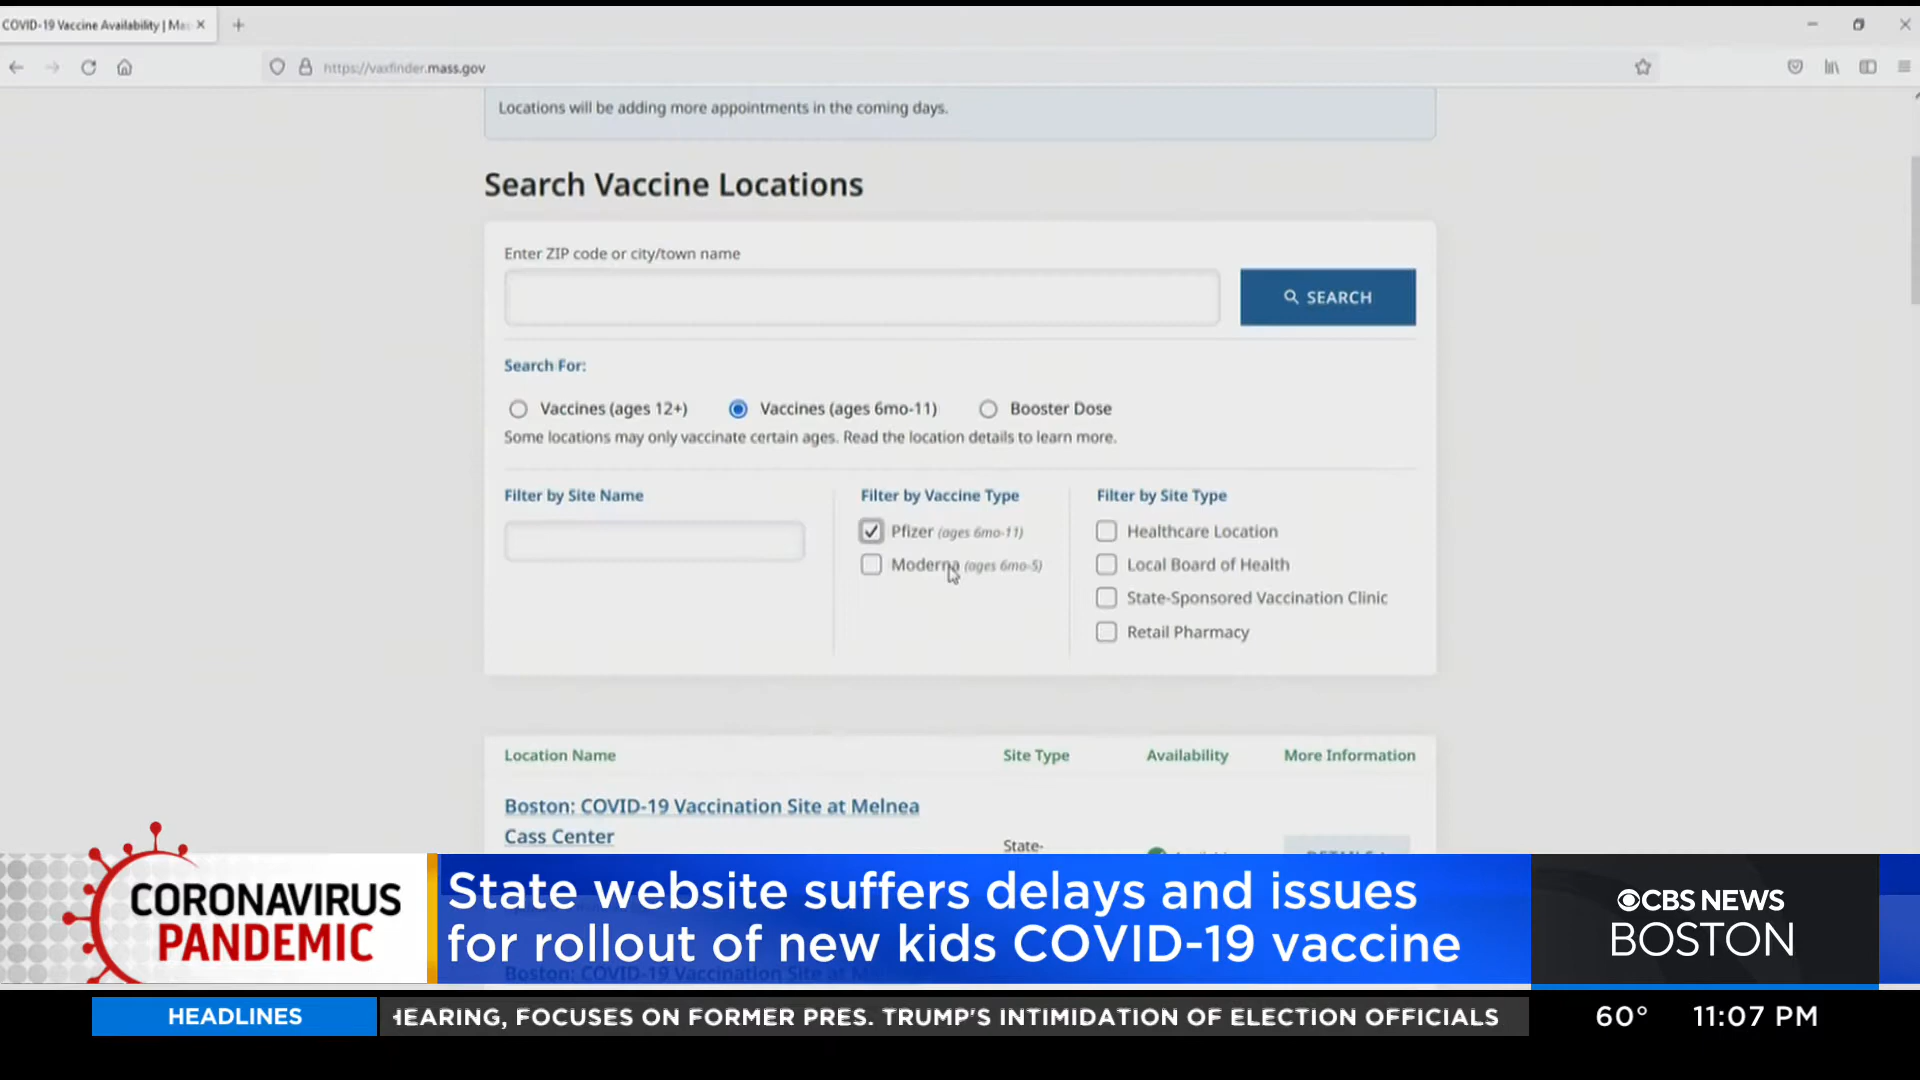 COVID-19 Vaccine Availability | Ma
https://vaxfinder.mass.gov
Locations will be adding more appointments in the coming days.
Search Vaccine Locations
Enter ZIP code or city/town name
SEARCH
Search For:
Vaccines (ages 12+)
Vaccines (ages 6mo-11)
Booster Dose
Some locations may only vaccinate certain ages. Read the location details to learn more.
Filter by Site Name
Filter by Vaccine Type
Filter by Site Type
Pfizer (ages 6mo-11)
Healthcare Location
Moderna (ages 6mo-5)
Local Board of Health
State-Sponsored Vaccination Clinic
Retail Pharmacy
Location Name
Site Type
Availability
More Information
Boston: COVID-19 Vaccination Site at Melnea
Cass Center
State-
CORONAVIRUS
PANDEMIC
State website suffers delays and issues
for rollout of new kids COVID-19 vaccine
CBS NEWS
BOSTON
Boston: COVID-19 Vaccination Site at
HEADLINES
HEARING, FOCUSES ON FORMER PRES. TRUMP'S INTIMIDATION OF ELECTION OFFICIALS
60°
11:07 PM